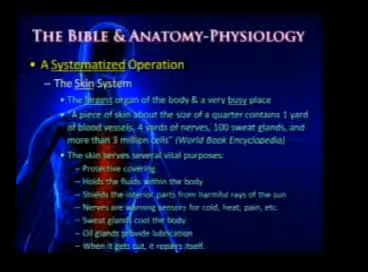 THE BIBLE & ANATOMY-PHYSIOLOGY
• A Systematized Operation
– The Skin System
• The largest organ of the body & a very busy place
• "A piece of skin about the size of a quarter contains 1 yard
of blood vessels, 4 yards of nerves, 100 sweat glands, and
more than 3 million cells" (World Book Encyclopedia)
• The skin serves several vital purposes:
– Protective covering
– Holds the fluids within the body
– Shields the interior parts from harmful rays of the sun
– Nerves are warning sensors for cold, heat, pain, etc.
– Sweat glands cool the body
– Oil glands provide lubrication
– When it gets cut, it repairs itself.